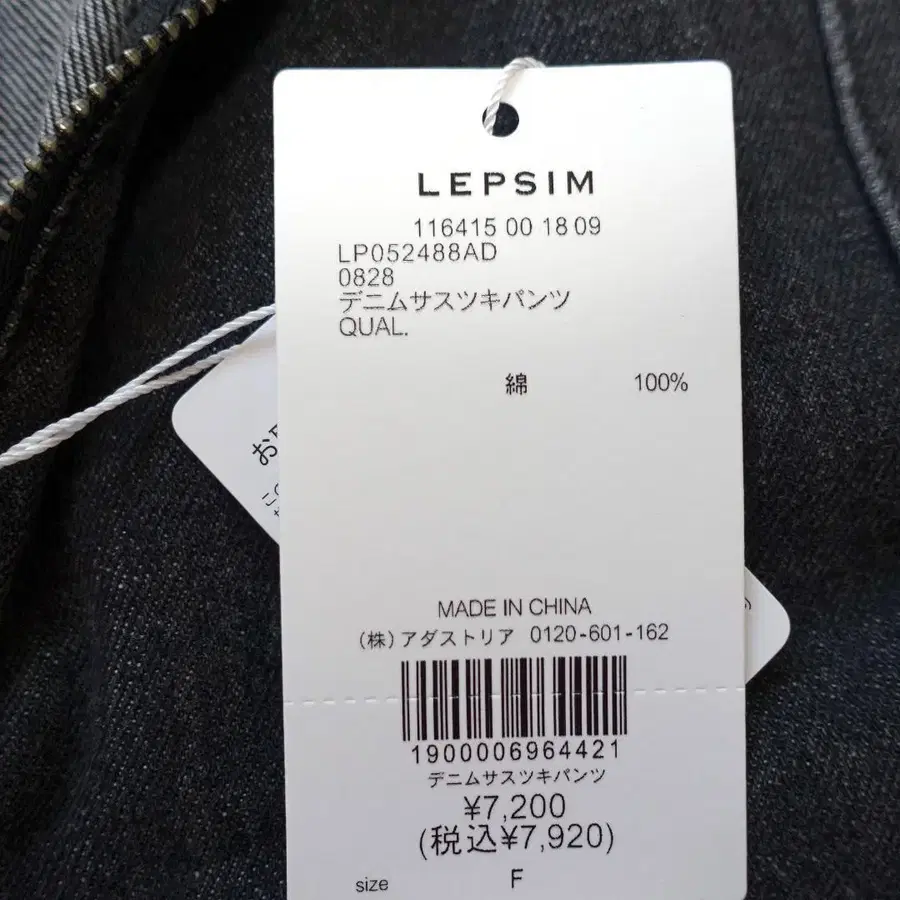 LEPSIM
116415 00 18 09
LP052488AD
0828
デニムサスツキパンツ
QUAL.
綿 100%
MADE IN CHINA
(株)アダストリア 0120-601-162
1900006964421
デニムサスツキパンツ
¥7,200
(税込¥7,920)
size F